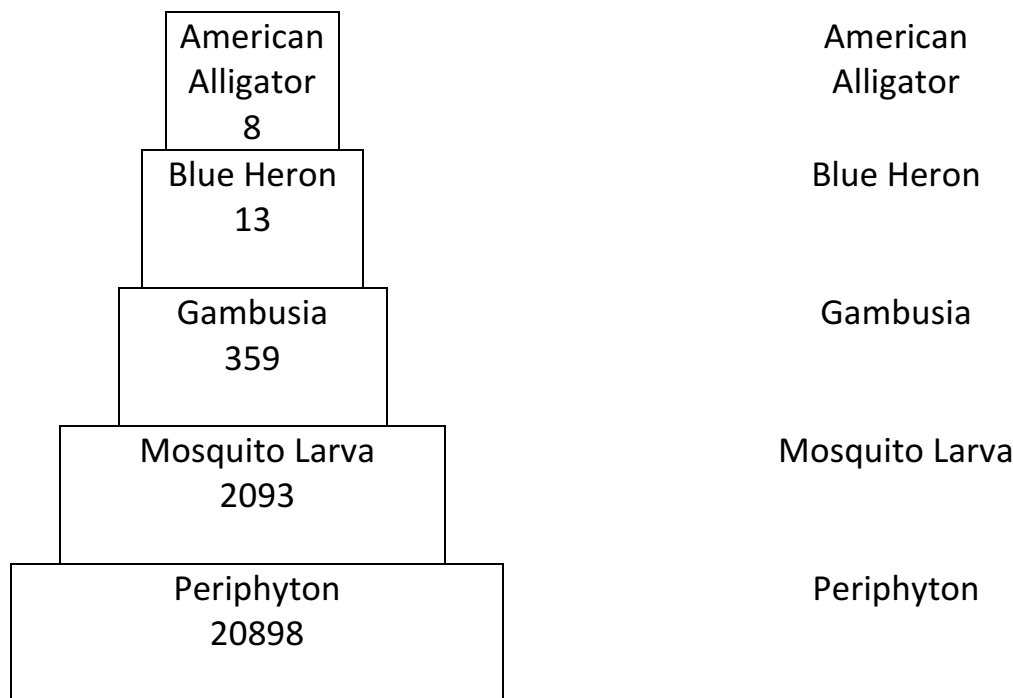 American
Alligator
8
Blue Heron
13
Gambusia
359
Mosquito Larva
2093
Periphyton
20898
American
Alligator
Blue Heron
Gambusia
Mosquito Larva
Periphyton